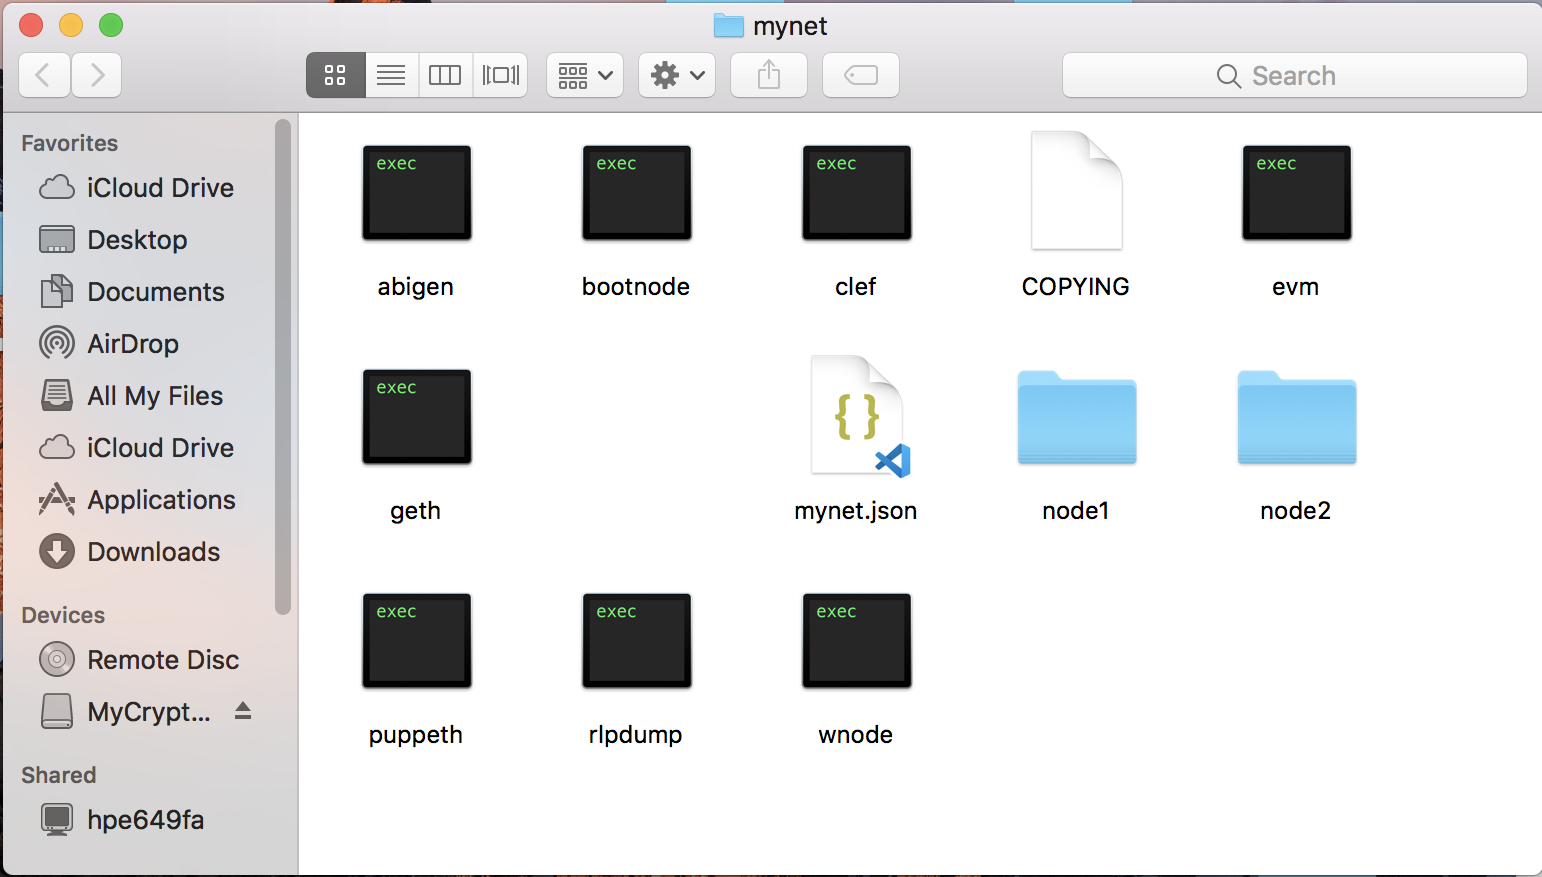 mynet
Search
Favorites
iCloud Drive
Desktop
Documents
AirDrop
All My Files
iCloud Drive
Applications
Downloads
Devices
Remote Disc
MyCrypt...
Shared
hpe649fa
exec
exec
exec
exec
abigen
bootnode
clef
COPYING
evm
exec
{ }
geth
mynet.json
node1
node2
exec
exec
exec
puppeth
rlpdump
wnode